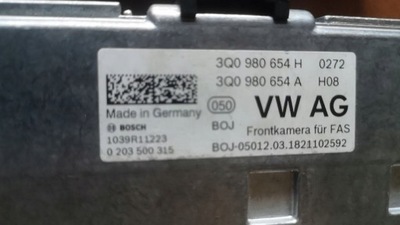 3Q0 980 654 H 0272
3Q0 980 654 A H08
Made in Germany 050 VW AG
BOSCH BOJ Frontkamera für FAS
1039R11223
0 203 500 315 BOJ-05012.03.1821102592